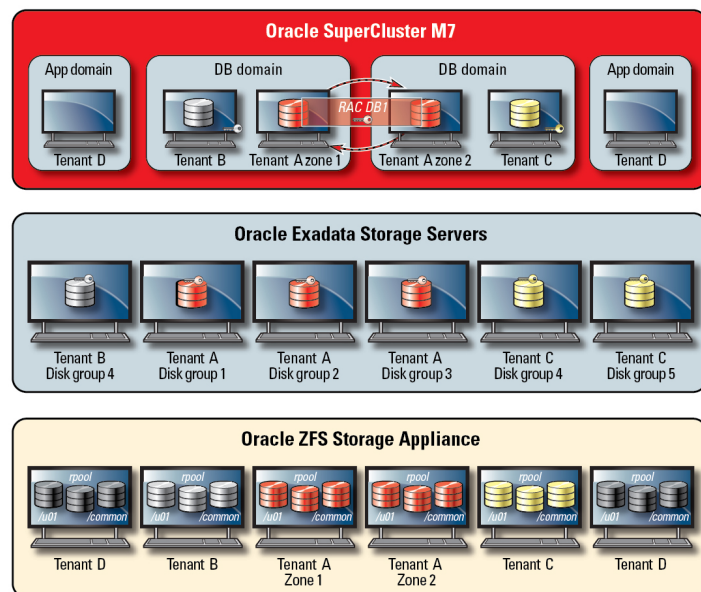 Oracle SuperCluster M7
App domain
DB domain
DB domain
App domain
RAC DB1
Tenant D
Tenant B
Tenant A zone 1
Tenant A zone 2
Tenant C
Tenant D
Oracle Exadata Storage Servers
Tenant B
Disk group 4
Tenant A
Disk group 1
Tenant A
Disk group 2
Tenant A
Disk group 3
Tenant C
Disk group 4
Tenant C
Disk group 5
Oracle ZFS Storage Appliance
rpool
/u01 /common
Tenant D
rpool
/u01 /common
Tenant B
rpool
/u01 /common
Tenant A
Zone 1
rpool
/u01 /common
Tenant A
Zone 2
rpool
/u01 /common
Tenant C
rpool
/u01 /common
Tenant D